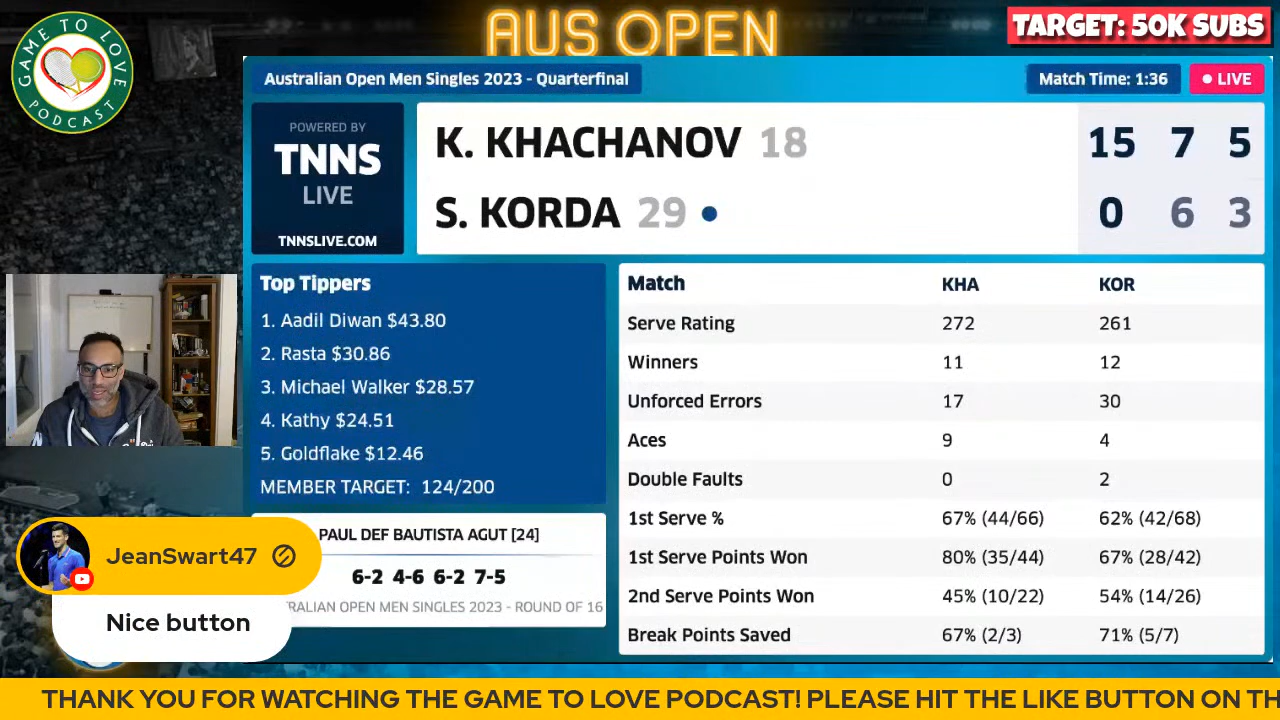 AUS OPEN
TARGET: 50K SUBS
GAME TO LOVE
PODCAST
Australian Open Men Singles 2023 - Quarterfinal
Match Time: 1:36
LIVE
POWERED BY
TNNS
LIVE
TNNSLIVE.COM
K. KHACHANOV 18 15 7 5
S. KORDA 29 0 6 3
Top Tippers
1. Aadil Diwan $43.80
2. Rasta $30.86
3. Michael Walker $28.57
4. Kathy $24.51
5. Goldflake $12.46
MEMBER TARGET: 124/200
PAUL DEF BAUTISTA AGUT [24]
6-2 4-6 6-2 7-5
RALIAN OPEN MEN SINGLES 2023 - ROUND OF 16
Match KHA KOR
Serve Rating 272 261
Winners 11 12
Unforced Errors 17 30
Aces 9 4
Double Faults 0 2
1st Serve % 67% (44/66) 62% (42/68)
1st Serve Points Won 80% (35/44) 67% (28/42)
2nd Serve Points Won 45% (10/22) 54% (14/26)
Break Points Saved 67% (2/3) 71% (5/7)
JeanSwart47
Nice button
THANK YOU FOR WATCHING THE GAME TO LOVE PODCAST! PLEASE HIT THE LIKE BUTTON ON TH